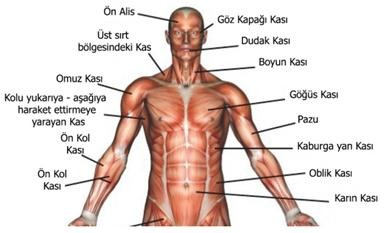 Ön Alis
Üst sırt
bölgesindeki Kas
Omuz Kası
Kolu yukarıya - aşağıya
haraket ettirmeye
yarayan Kas
Ön Kol
Kası
Ön Kol
Kası
Göz Kapağı Kası
Dudak Kası
Boyun Kası
Göğüs Kası
Pazu
Kaburga yan Kası
Oblik Kası
Karın Kası